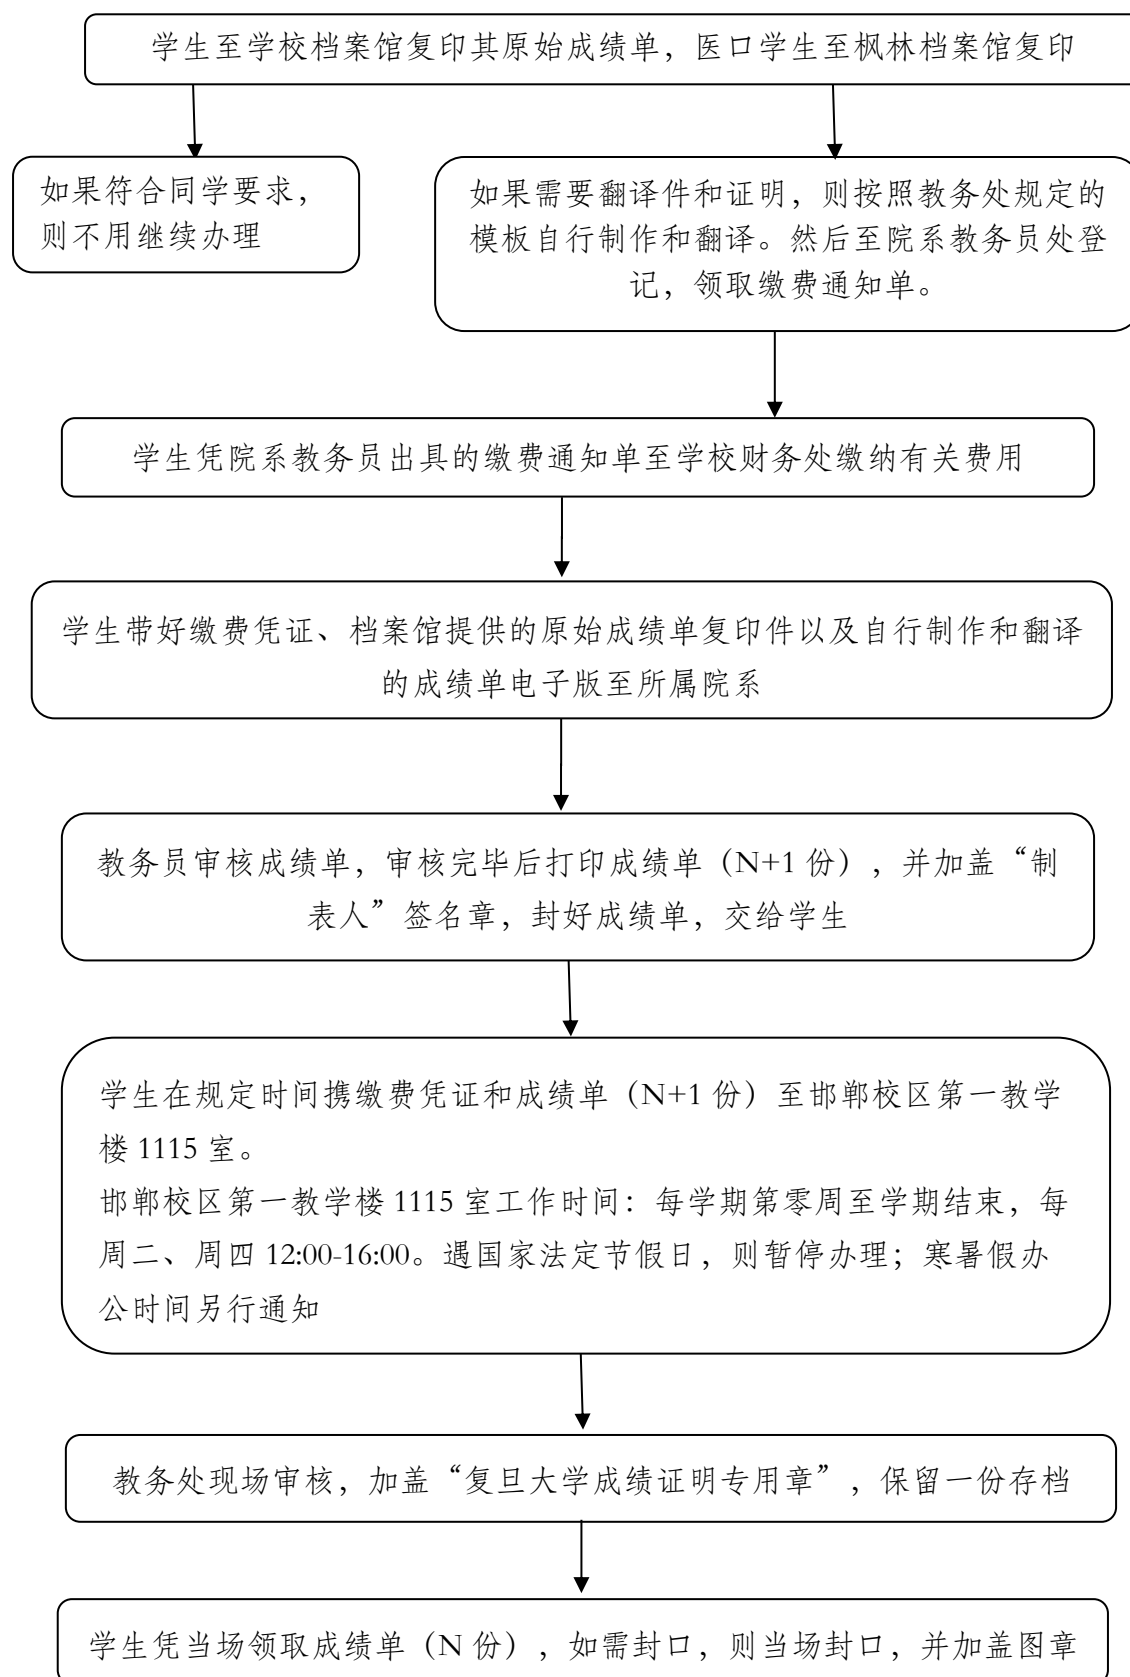 学生至学校档案馆复印其原始成绩单，医口学生至枫林档案馆复印
如果符合同学要求，
则不用继续办理
如果需要翻译件和证明，则按照教务处规定的
模板自行制作和翻译。然后至院系教务员处登
记，领取缴费通知单。
学生凭院系教务员出具的缴费通知单至学校财务处缴纳有关费用
学生带好缴费凭证、档案馆提供的原始成绩单复印件以及自行制作和翻译
的成绩单电子版至所属院系
教务员审核成绩单，审核完毕后打印成绩单（N+1 份），并加盖“制
表人”签名章，封好成绩单，交给学生
学生在规定时间携缴费凭证和成绩单（N+1 份）至邯郸校区第一教学
楼 1115 室。
邯郸校区第一教学楼 1115 室工作时间：每学期第零周至学期结束，每
周二、周四 12:00-16:00。遇国家法定节假日，则暂停办理；寒暑假办
公时间另行通知
教务处现场审核，加盖“复旦大学成绩证明专用章”，保留一份存档
学生凭当场领取成绩单（N 份），如需封口，则当场封口，并加盖图章